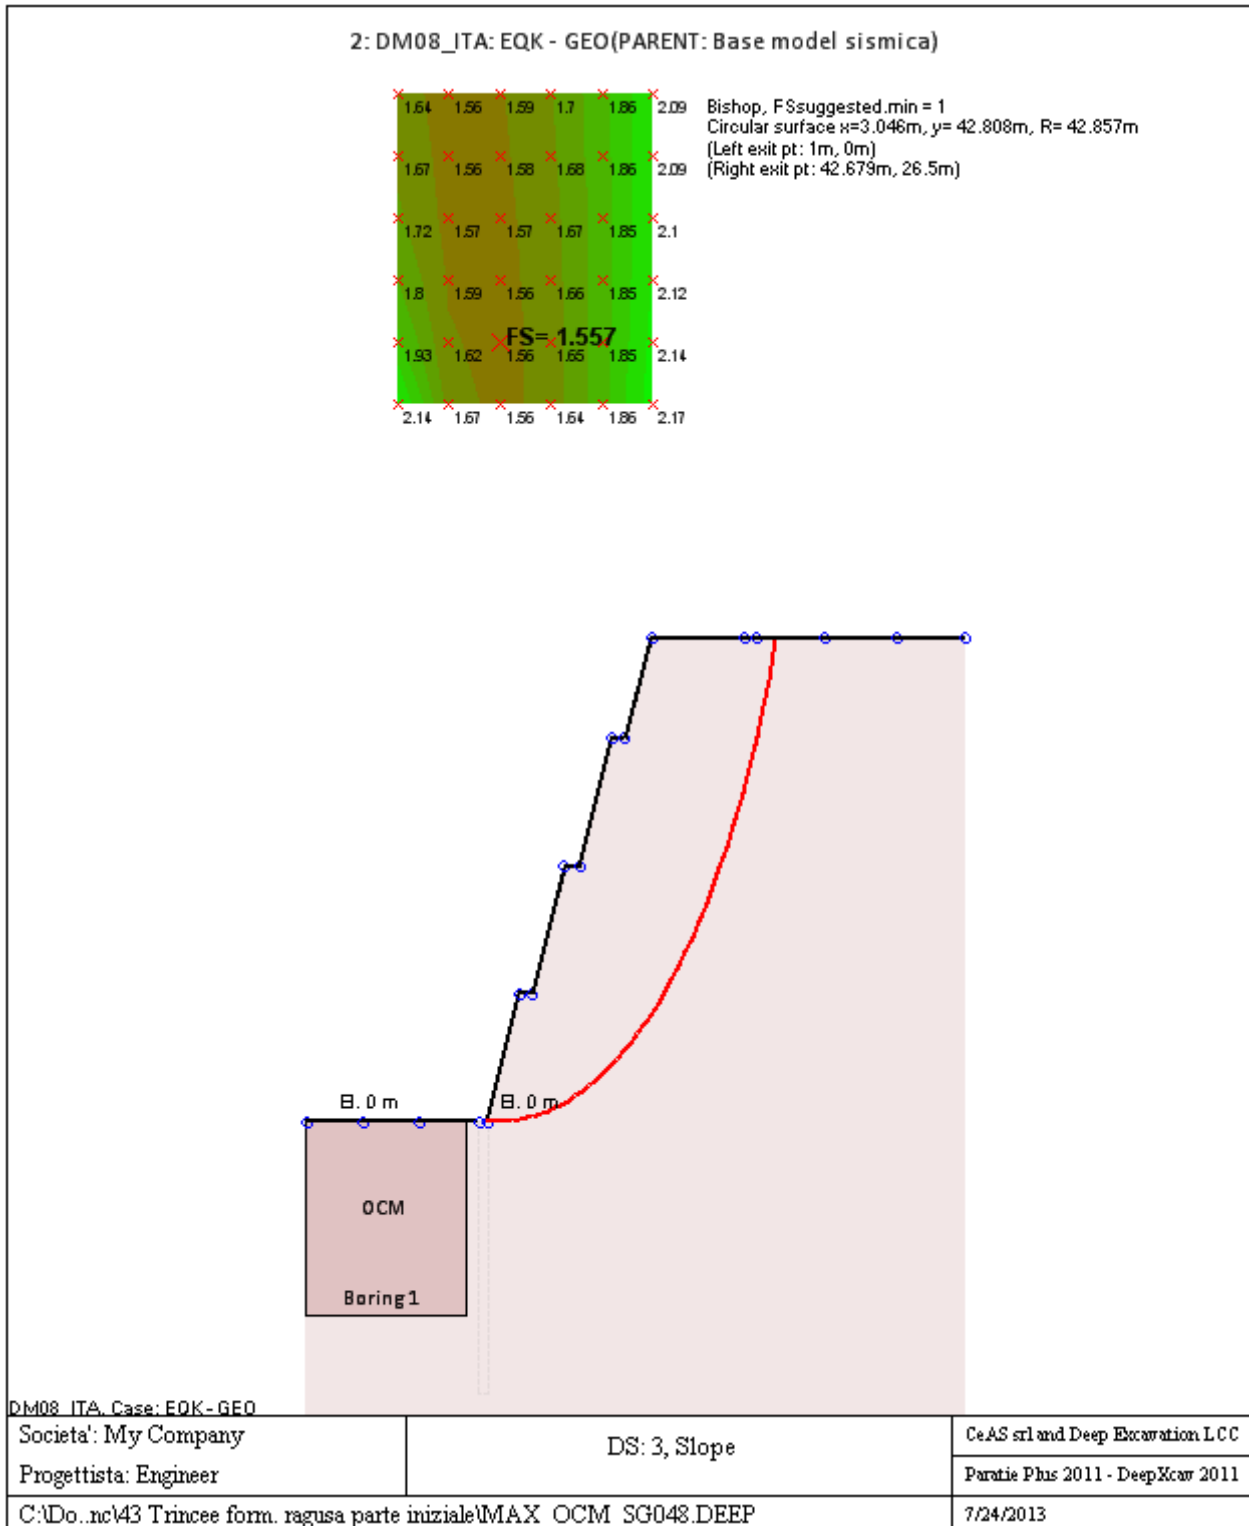 2: DM08_ITA: EQK - GEO(PARENT: Base model sismica)
1.64 1.56 1.59 1.7 1.86 2.09
Bishop, FSsuggested.min = 1
Circular surface x=3.046m, y= 42.808m, R= 42.857m
(Left exit pt: 1m, 0m)
1.67 1.56 1.58 1.68 1.86 2.09
(Right exit pt: 42.679m, 26.5m)
1.72 1.57 1.57 1.67 1.85 2.1
1.8 1.59 1.56 1.66 1.85 2.12
FS= 1.557
1.93 1.62 1.56 1.65 1.85 2.14
2.14 1.67 1.56 1.64 1.86 2.17
El. 0 m El. 0 m
OCM
Boring 1
DM08_ITA. Case: EQK - GEO
Societa': My Company
Progettista: Engineer
DS: 3, Slope
CeAS srl and Deep Excavation LCC
Paratie Plus 2011 - DeepXcav 2011
C:\Do..nc\43 Trincee form. ragusa parte iniziale\MAX_OCM_SG048.DEEP
7/24/2013